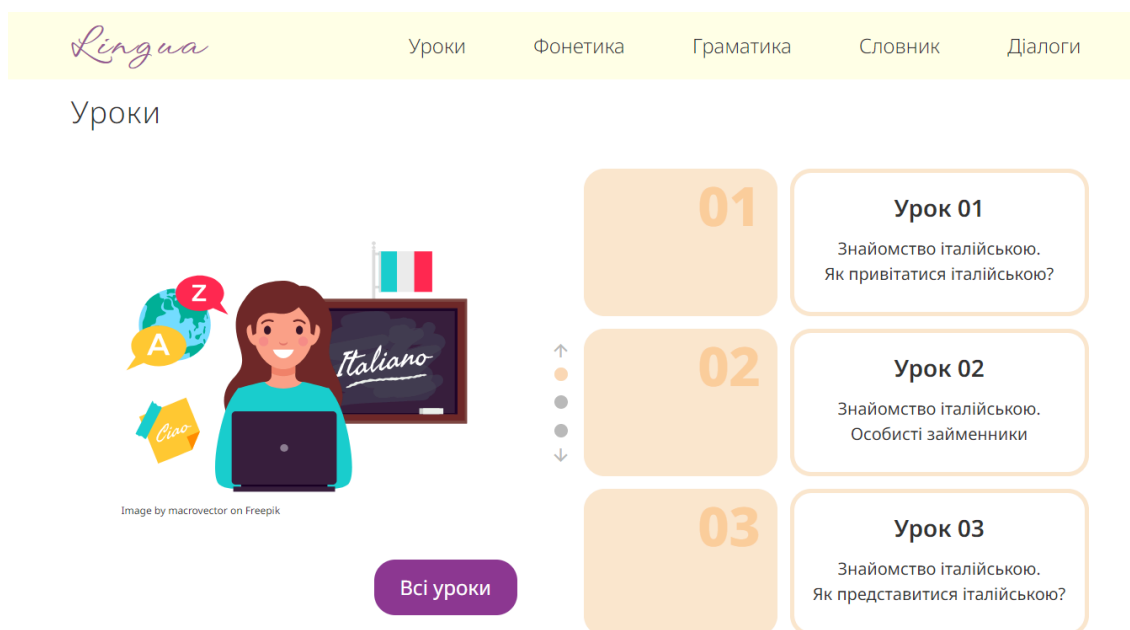 Lingua
Уроки Фонетика Граматика Словник Діалоги
Уроки
Z
A
Italiano
Ciao
Image by macrovector on Freepik
Всі уроки
01
Урок 01
Знайомство італійською.
Як привітатися італійською?
02
Урок 02
Знайомство італійською.
Особисті займенники
03
Урок 03
Знайомство італійською.
Як представитися італійською?